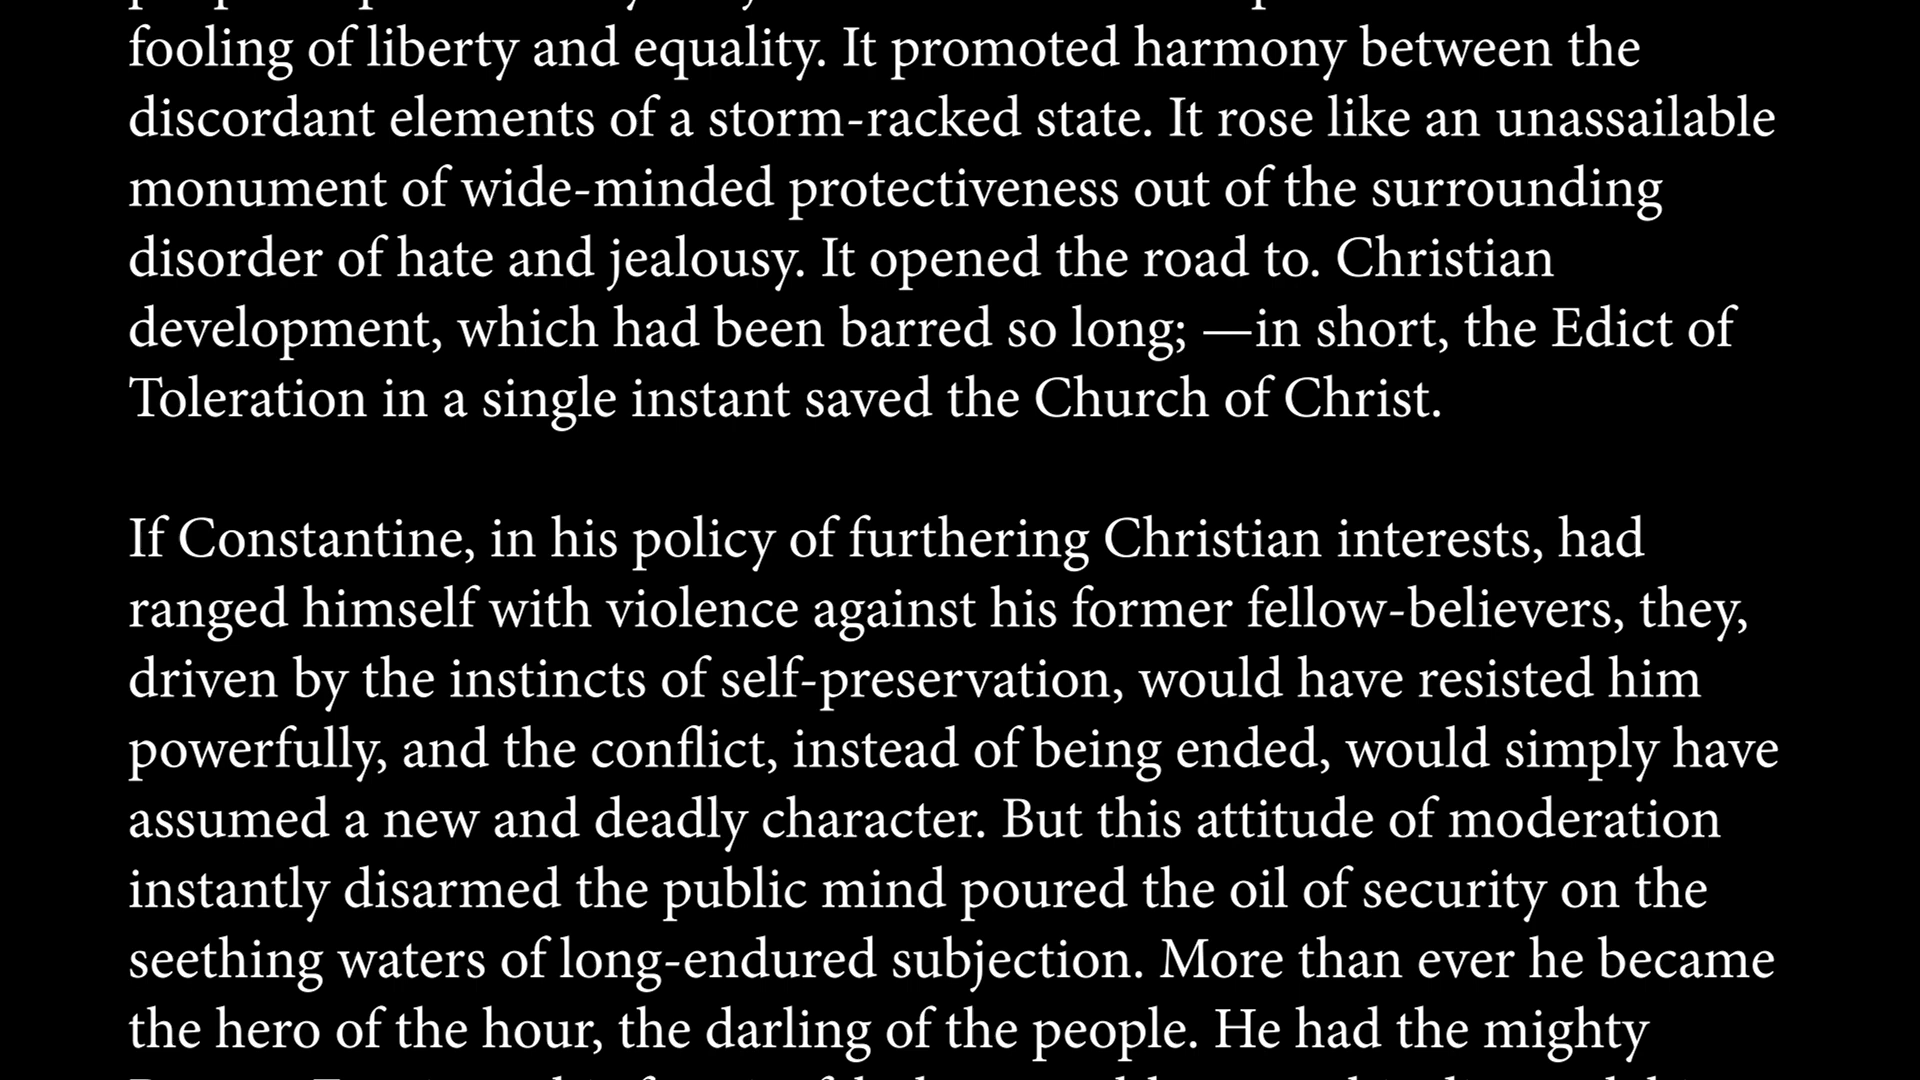 fooling of liberty and equality. It promoted harmony between the
discordant elements of a storm-racked state. It rose like an unassailable
monument of wide-minded protectiveness out of the surrounding
disorder of hate and jealousy. It opened the road to. Christian
development, which had been barred so long; —in short, the Edict of
Toleration in a single instant saved the Church of Christ.
If Constantine, in his policy of furthering Christian interests, had
ranged himself with violence against his former fellow-believers, they,
driven by the instincts of self-preservation, would have resisted him
powerfully, and the conflict, instead of being ended, would simply have
assumed a new and deadly character. But this attitude of moderation
instantly disarmed the public mind poured the oil of security on the
seething waters of long-endured subjection. More than ever he became
the hero of the hour, the darling of the people. He had the mighty